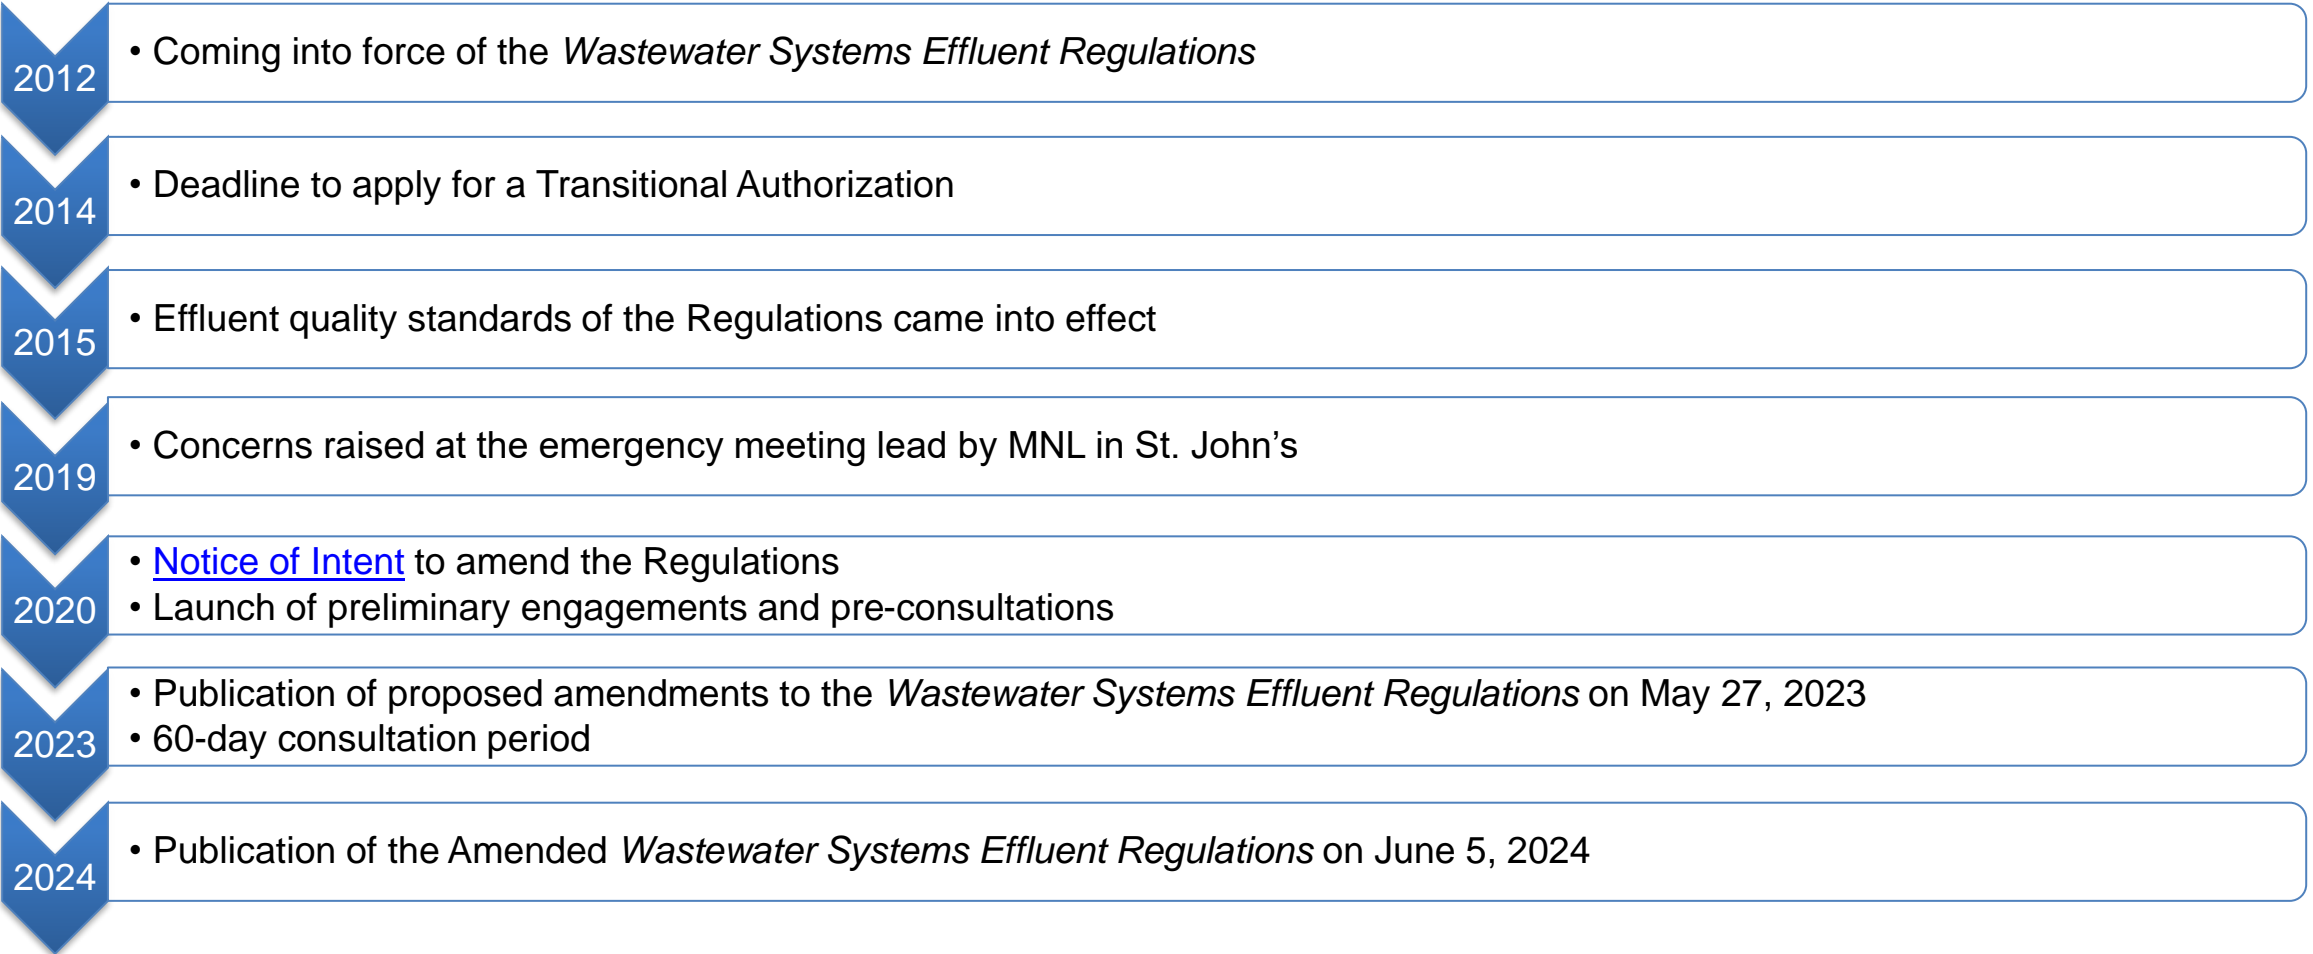 2012
• Coming into force of the Wastewater Systems Effluent Regulations
2014
• Deadline to apply for a Transitional Authorization
2015
• Effluent quality standards of the Regulations came into effect
2019
• Concerns raised at the emergency meeting lead by MNL in St. John’s
2020
• Notice of Intent to amend the Regulations
• Launch of preliminary engagements and pre-consultations
2023
• Publication of proposed amendments to the Wastewater Systems Effluent Regulations on May 27, 2023
• 60-day consultation period
2024
• Publication of the Amended Wastewater Systems Effluent Regulations on June 5, 2024